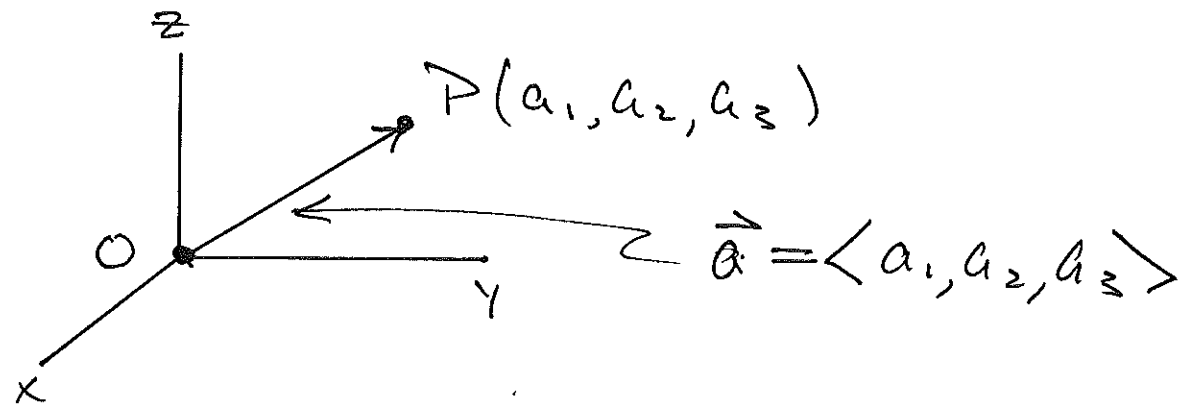 Z
P(a₁, a₂, a₃)
O
a⃗ = <a₁, a₂, a₃>
Y
X